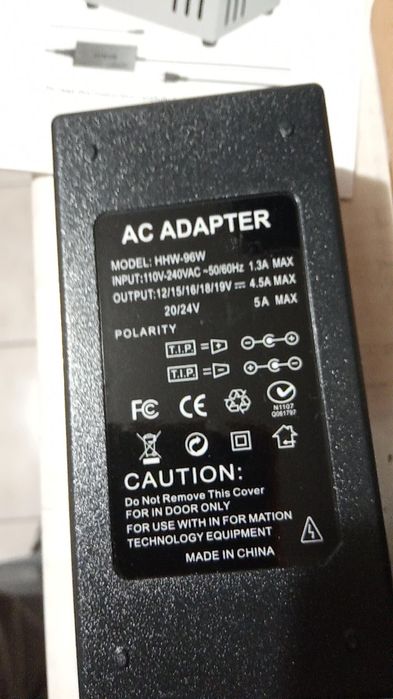 AC ADAPTER
MODEL: HHW-96W
INPUT:110V-240VAC ~50/60Hz 1.3A MAX
OUTPUT:12/15/16/18/19V ⎓ 4.5A MAX
20/24V 5A MAX
POLARITY
T.I.P. = +
T.I.P. = -
FC CE N1107
Q081797
CAUTION:
Do Not Remove This Cover
FOR IN DOOR ONLY
FOR USE WITH IN FOR MATION
TECHNOLOGY EQUIPMENT
MADE IN CHINA